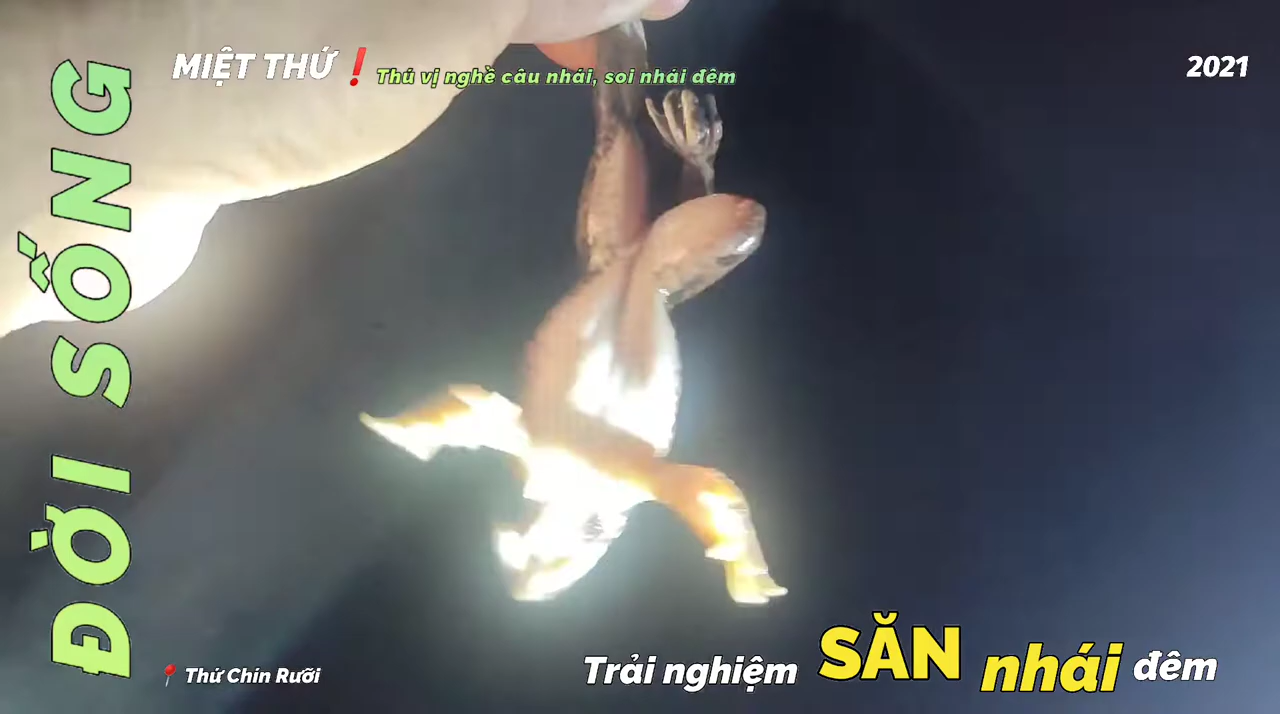 MIỆT THỨ❗Thú vị nghề câu nhái, soi nhái đêm
2021
ĐỜI SỐNG
📍 Thứ Chín Rưỡi
Trải nghiệm SĂN nhái đêm